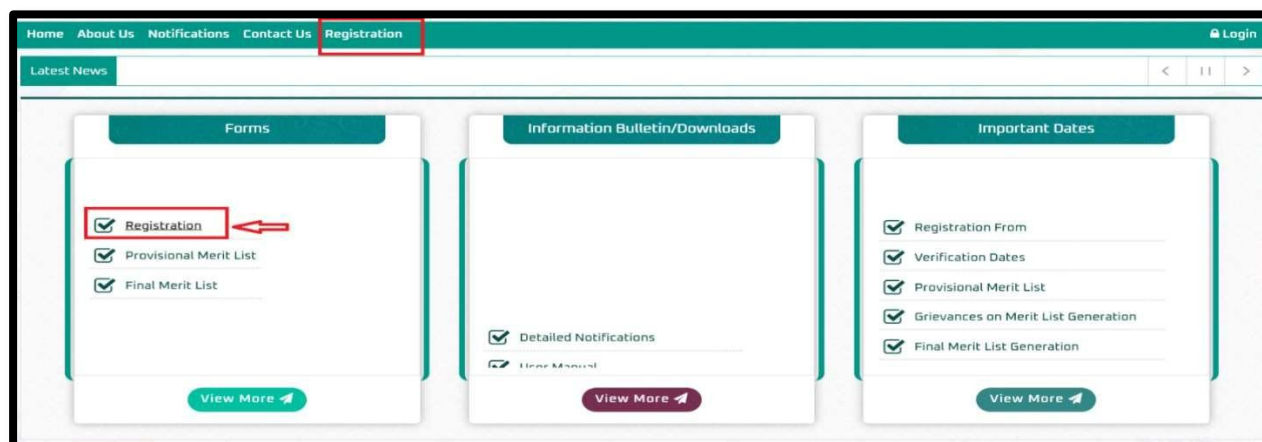 Home About Us Notifications Contact Us Registration Login
Latest News
Forms
Registration
Provisional Merit List
Final Merit List
View More
Information Bulletin/Downloads
Detailed Notifications
User Manual
View More
Important Dates
Registration From
Verification Dates
Provisional Merit List
Grievances on Merit List Generation
Final Merit List Generation
View More